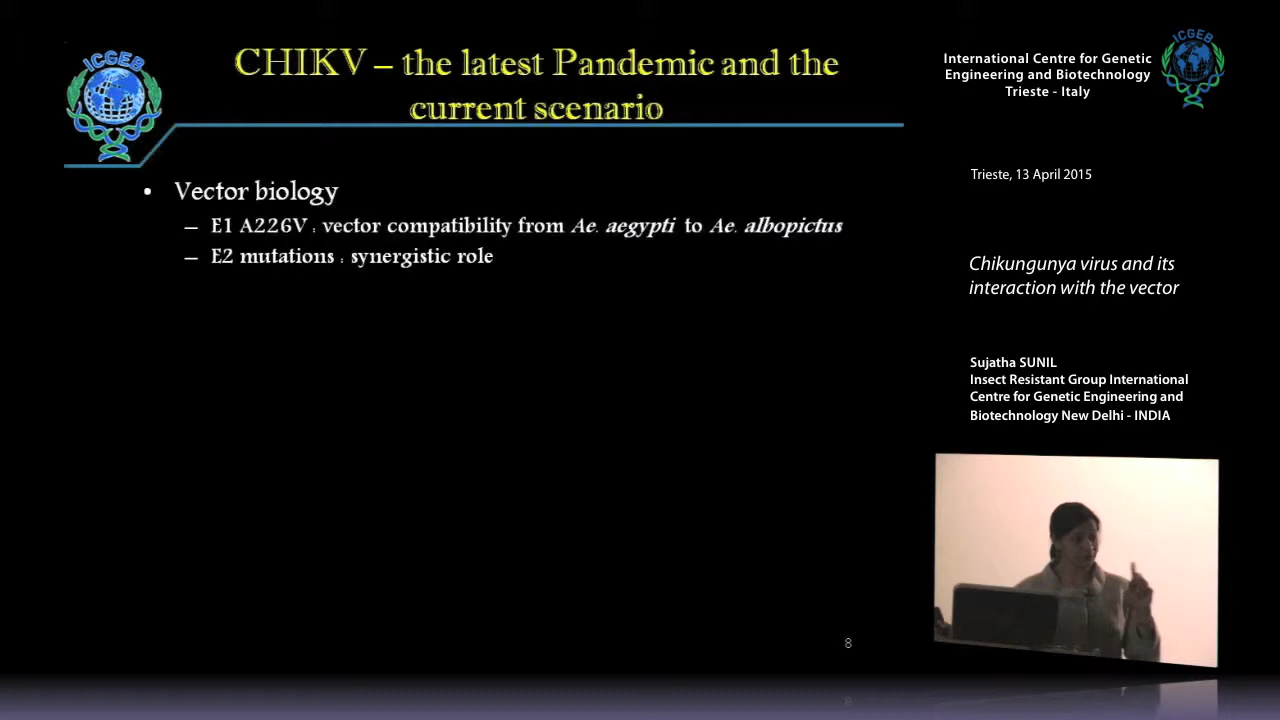 ICGEB
CHIKV – the latest Pandemic and the
current scenario
• Vector biology
– E1 A226V : vector compatibility from Ae. aegypti to Ae. albopictus
– E2 mutations : synergistic role
8
International Centre for Genetic
Engineering and Biotechnology
Trieste - Italy
ICGEB
Trieste, 13 April 2015
Chikungunya virus and its
interaction with the vector
Sujatha SUNIL
Insect Resistant Group International
Centre for Genetic Engineering and
Biotechnology New Delhi - INDIA